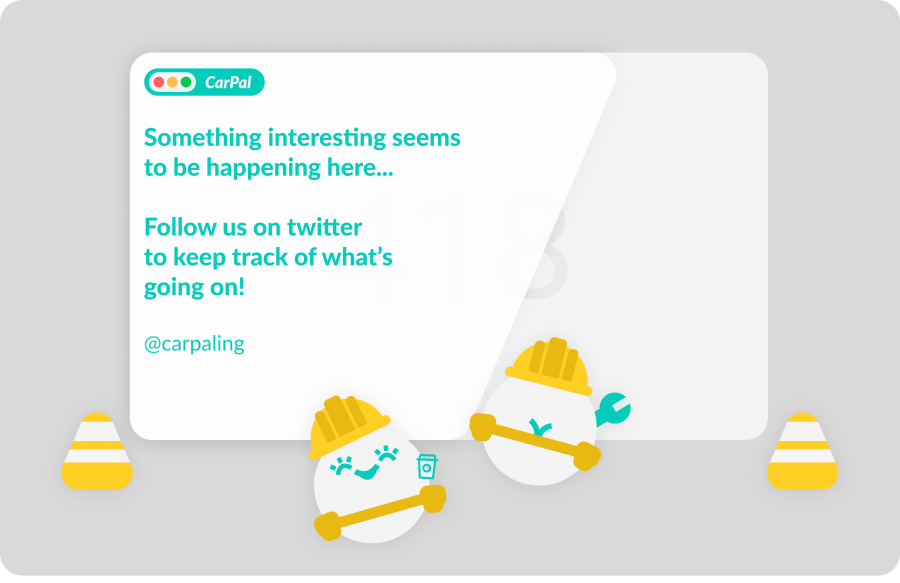 CarPal
Something interesting seems
to be happening here...
Follow us on twitter
to keep track of what’s
going on!
@carpaling
418